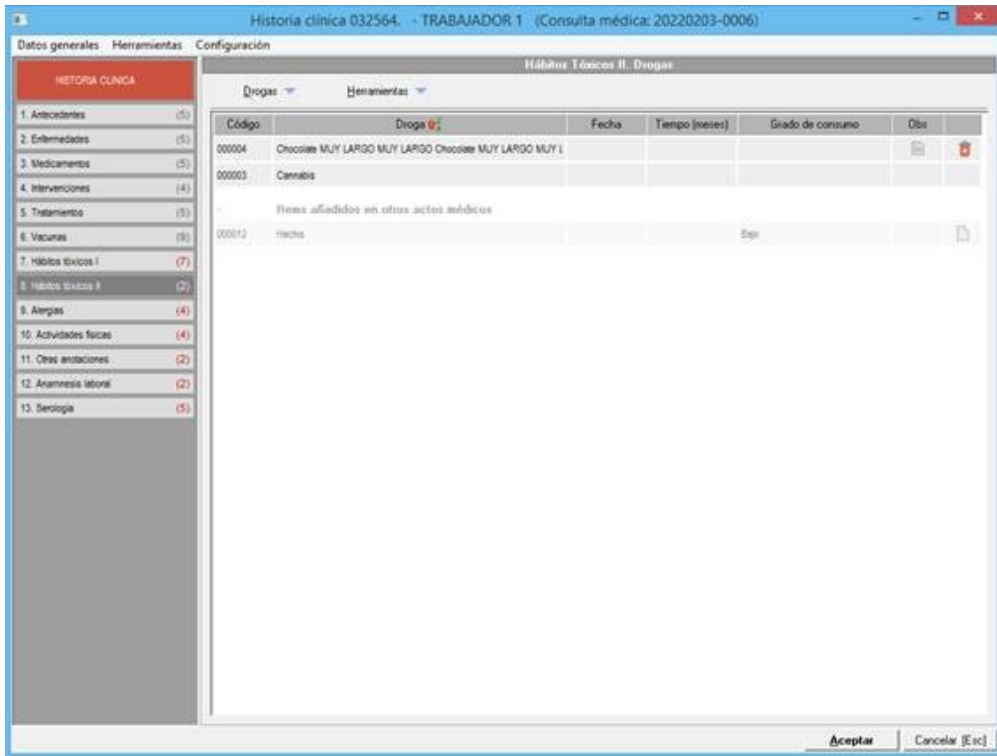 Historia clínica 032564. - TRABAJADOR 1 (Consulta médica: 20220203-0006)
Datos generales Herramientas Configuración
HISTORIA CLINICA
Hábitos Tóxicos II. Drogas
Drogas Herramientas
1. Antecedentes (5)
2. Enfermedades (5)
3. Medicamentos (5)
4. Intervenciones (4)
5. Tratamientos (5)
6. Vacunas (9)
7. Hábitos tóxicos I (7)
8. Hábitos tóxicos II (2)
9. Alergias (4)
10. Actividades físicas (4)
11. Otras anotaciones (2)
12. Anamnesis laboral (2)
13. Serología (5)
Código Droga Fecha Tiempo (meses) Grado de consumo Obs
000004 Chocolate MUY LARGO MUY LARGO Chocolate MUY LARGO MUY L
000003 Cannabis
- Items añadidos en otros actos médicos
000012 Hachis Bajo
Aceptar Cancelar [Esc]